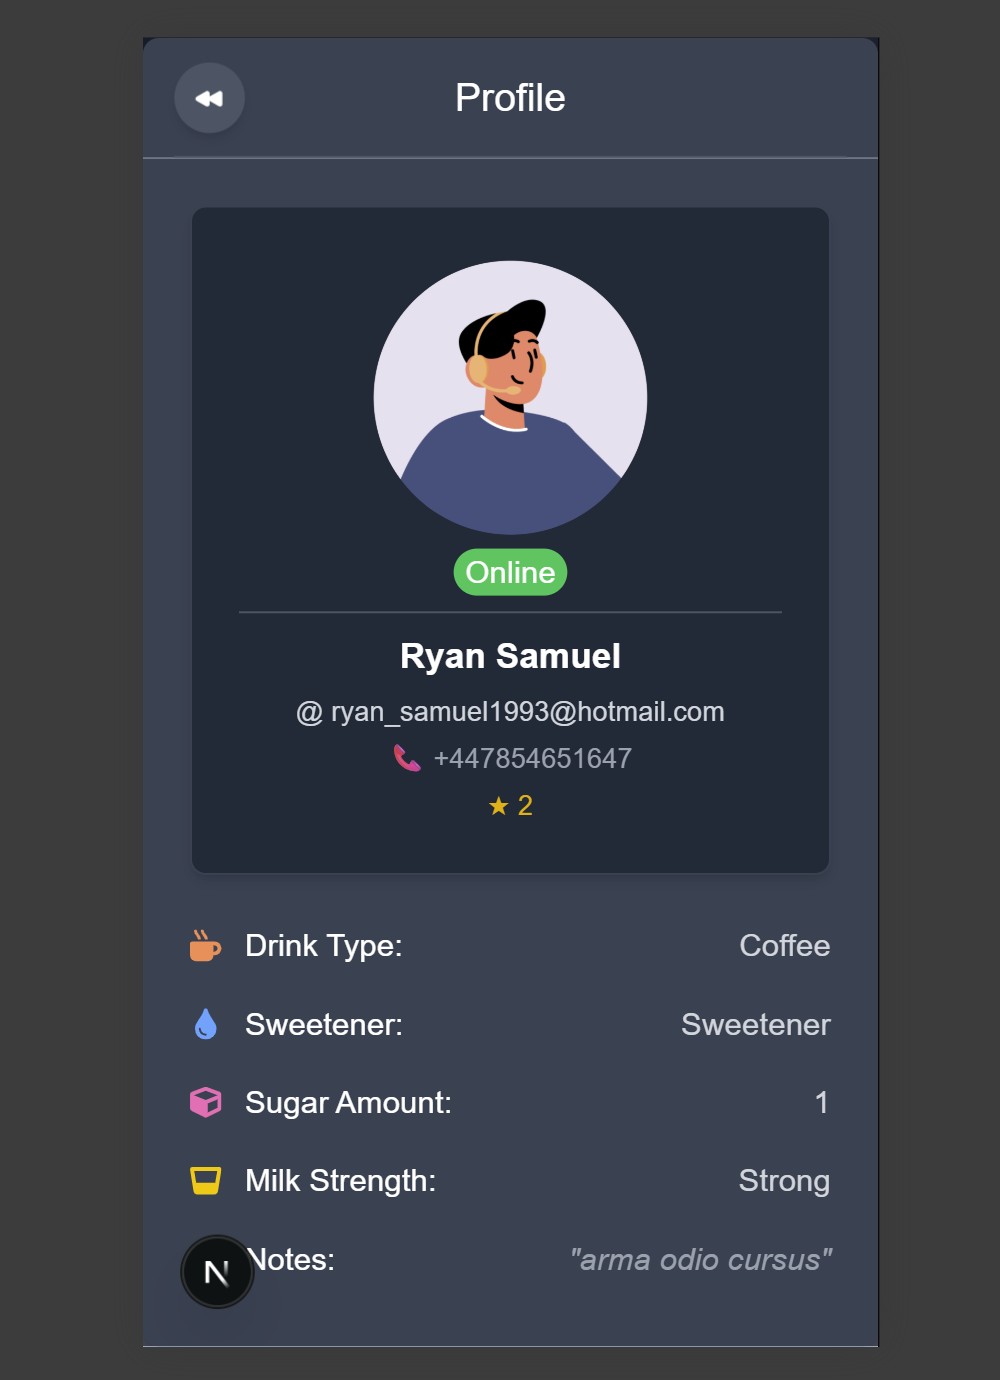 Profile
Online
Ryan Samuel
@ ryan_samuel1993@hotmail.com
+447854651647
★ 2
Drink Type: Coffee
Sweetener: Sweetener
Sugar Amount: 1
Milk Strength: Strong
Notes: "arma odio cursus"
N